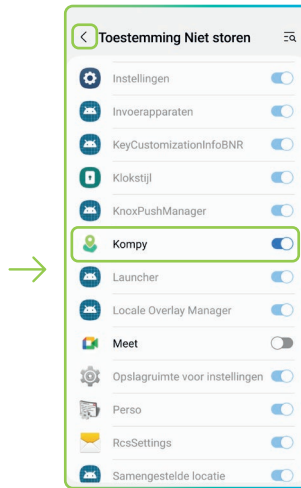 Toestemming Niet storen
Instellingen
Invoerapparaten
KeyCustomizationInfoBNR
Klokstijl
KnoxPushManager
Kompy
Launcher
Locale Overlay Manager
Meet
Opslagruimte voor instellingen
Perso
RcsSettings
Samengestelde locatie